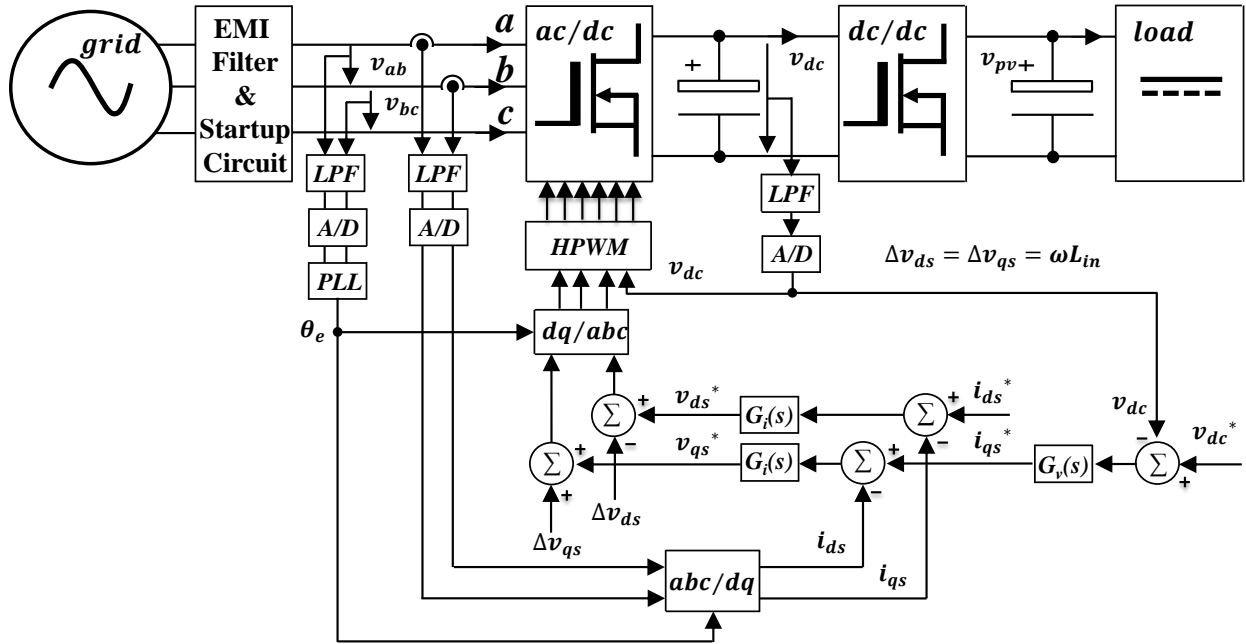 grid
EMI
Filter
&
Startup
Circuit
v_ab
v_bc
a
b
c
ac/dc
+
v_dc
dc/dc
v_pv+
load
LPF
LPF
LPF
A/D
A/D
A/D
PLL
HPWM
v_dc
Δv_ds = Δv_qs = ωL_in
θ_e
dq/abc
v_ds*
G_i(s)
Σ
+
−
i_ds*
Σ
+
−
v_qs*
G_i(s)
Σ
+
−
i_qs*
G_v(s)
v_dc
−
Σ
+
v_dc*
Σ
+
+
Δv_ds
Δv_qs
i_ds
abc/dq
i_qs